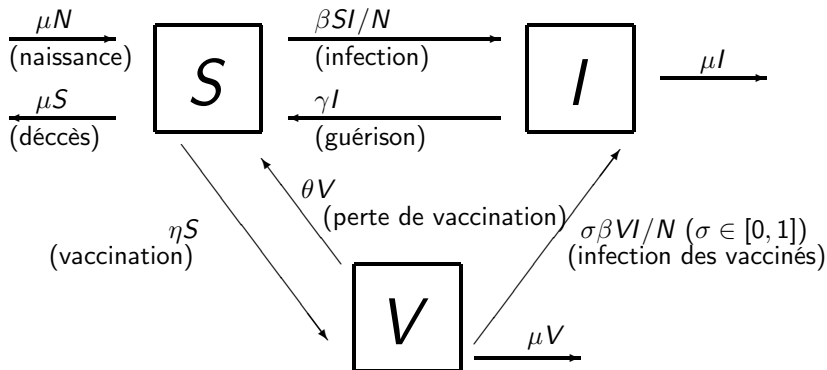 μN
(naissance)
μS
(déccès)
S
βSI/N
(infection)
γI
(guérison)
I
μI
ηS
(vaccination)
θV
(perte de vaccination)
σβVI/N (σ ∈ [0, 1])
(infection des vaccinés)
V
μV